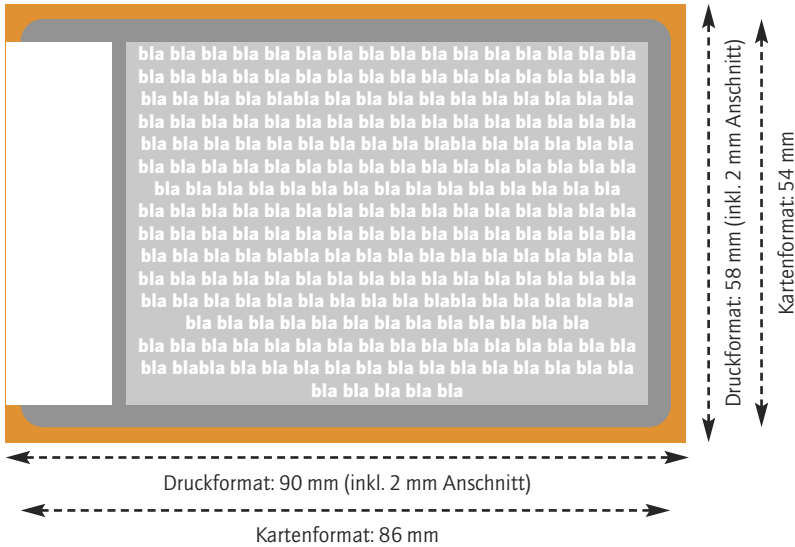 bla bla bla bla bla bla bla bla bla bla bla bla bla bla bla bla
bla bla bla bla bla bla bla bla bla bla bla bla bla bla bla bla
bla bla bla bla blabla bla bla bla bla bla bla bla bla bla bla
bla bla bla bla bla bla bla bla bla bla bla bla bla bla bla bla
bla bla bla bla bla bla bla bla bla blabla bla bla bla bla bla
bla bla bla bla bla bla bla bla bla bla bla bla bla bla bla bla
bla bla bla bla bla bla bla bla bla bla bla bla bla bla bla
bla bla bla bla bla bla bla bla bla bla bla bla bla bla bla bla
bla bla bla bla bla bla bla bla bla bla bla bla bla bla bla bla
bla bla bla bla blabla bla bla bla bla bla bla bla bla bla bla
bla bla bla bla bla bla bla bla bla bla bla bla bla bla bla bla
bla bla bla bla bla bla bla bla bla blabla bla bla bla bla bla
bla bla bla bla bla bla bla bla bla bla bla bla bla
bla bla bla bla bla bla bla bla bla bla bla bla bla bla bla bla
bla blabla bla bla bla bla bla bla bla bla bla bla bla bla bla
bla bla bla bla bla
Druckformat: 58 mm (inkl. 2 mm Anschnitt)
Kartenformat: 54 mm
Druckformat: 90 mm (inkl. 2 mm Anschnitt)
Kartenformat: 86 mm